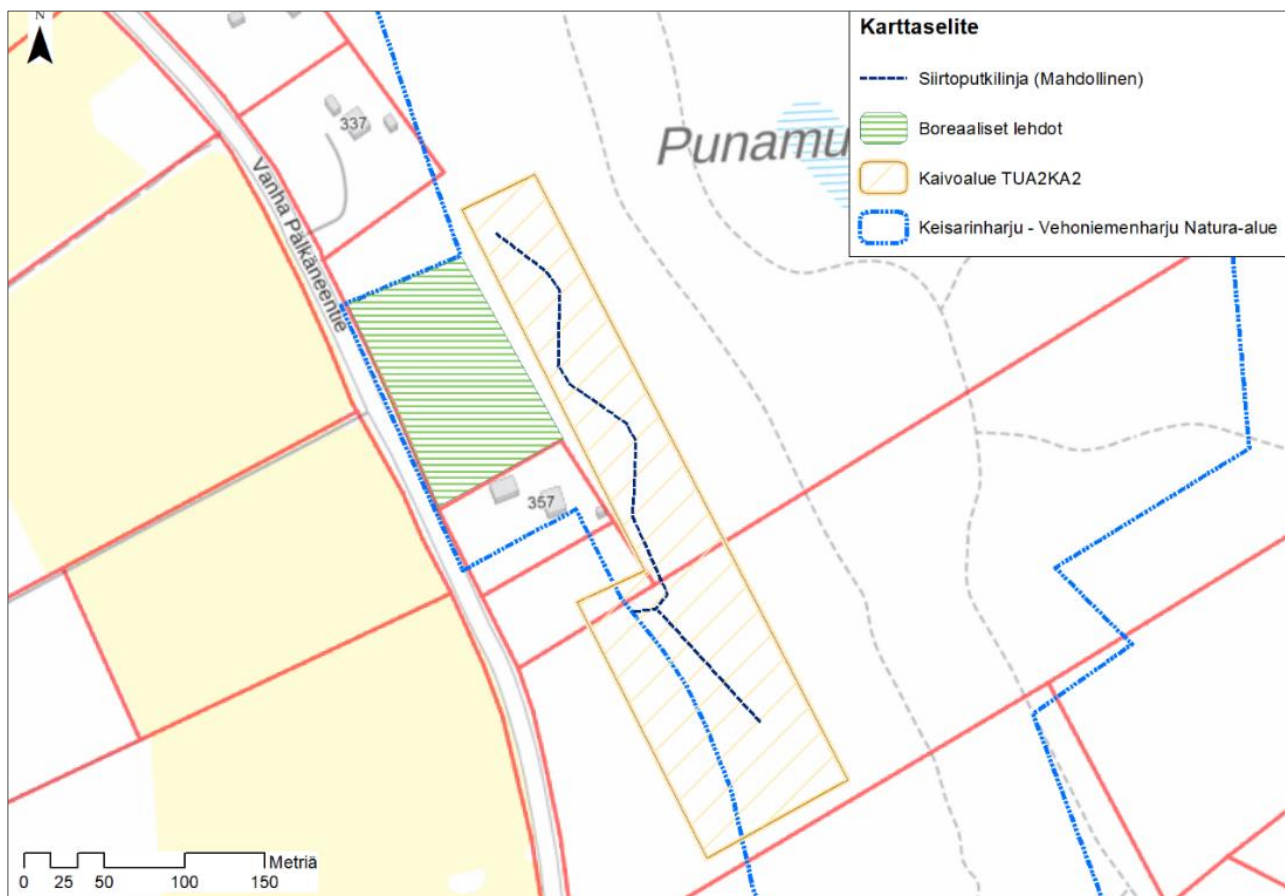 N
Karttaselite
Siirtoputkilinja (Mahdollinen)
Boreaaliset lehdot
Kaivoalue TUA2KA2
Keisarinharju - Vehoniemenharju Natura-alue
337
Punamu
Vanha Pälkäneentie
357
Metriä
0 25 50 100 150